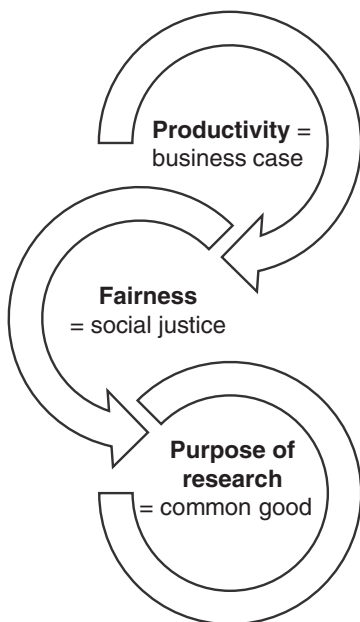 Productivity =
business case
Fairness
= social justice
Purpose of
research
= common good